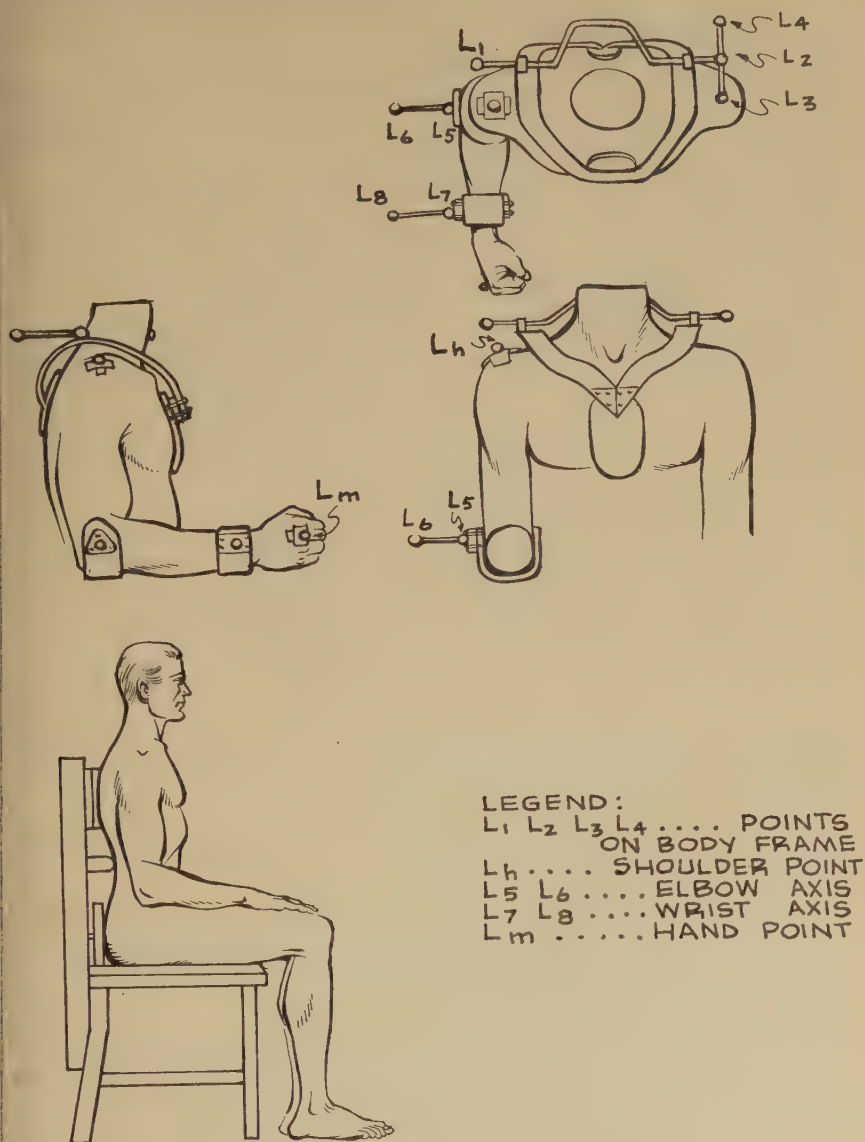 L4
L1
L2
L3
L6 L5
L8 L7
Lh
Lm
L6 L5
LEGEND:
L1 L2 L3 L4 .... POINTS
ON BODY FRAME
Lh .... SHOULDER POINT
L5 L6 .... ELBOW AXIS
L7 L8 .... WRIST AXIS
Lm ..... HAND POINT